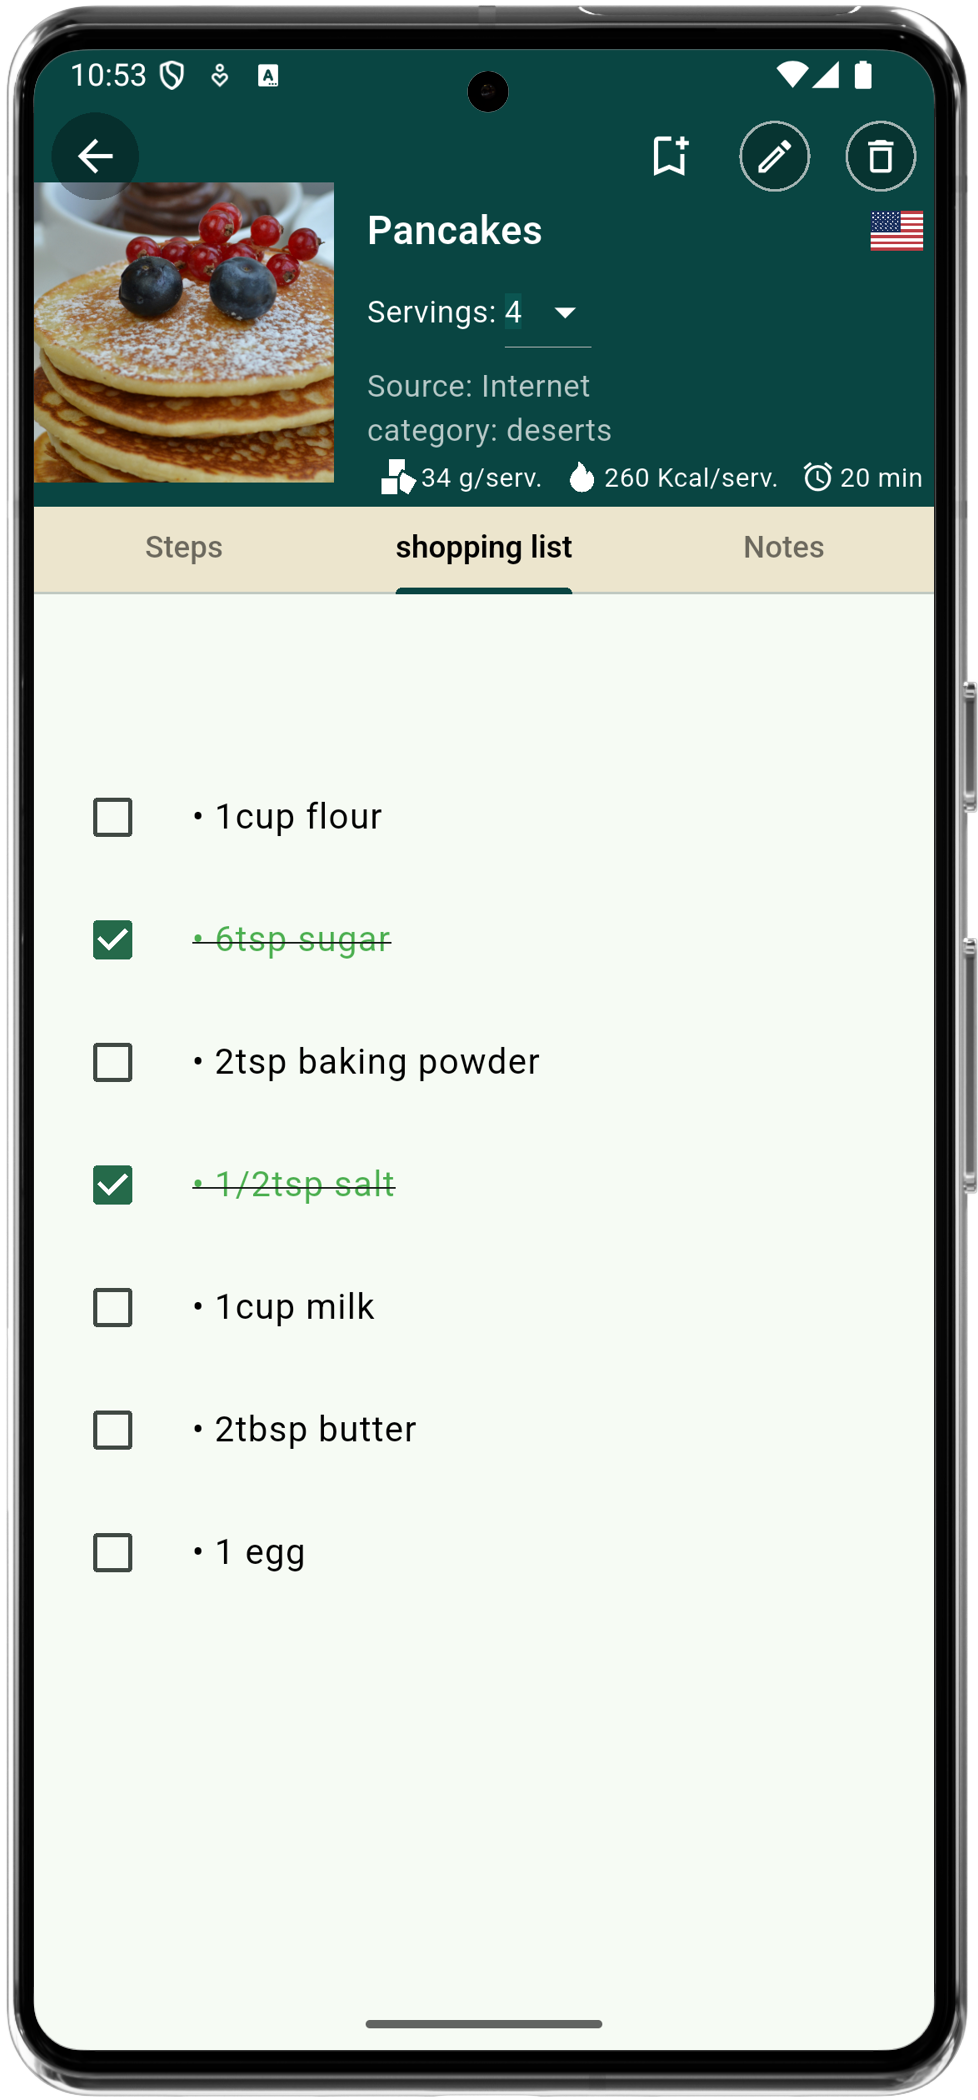 10:53
Pancakes
Servings: 4
Source: Internet
category: deserts
34 g/serv. 260 Kcal/serv. 20 min
Steps shopping list Notes
• 1cup flour
• 6tsp sugar
• 2tsp baking powder
• 1/2tsp salt
• 1cup milk
• 2tbsp butter
• 1 egg